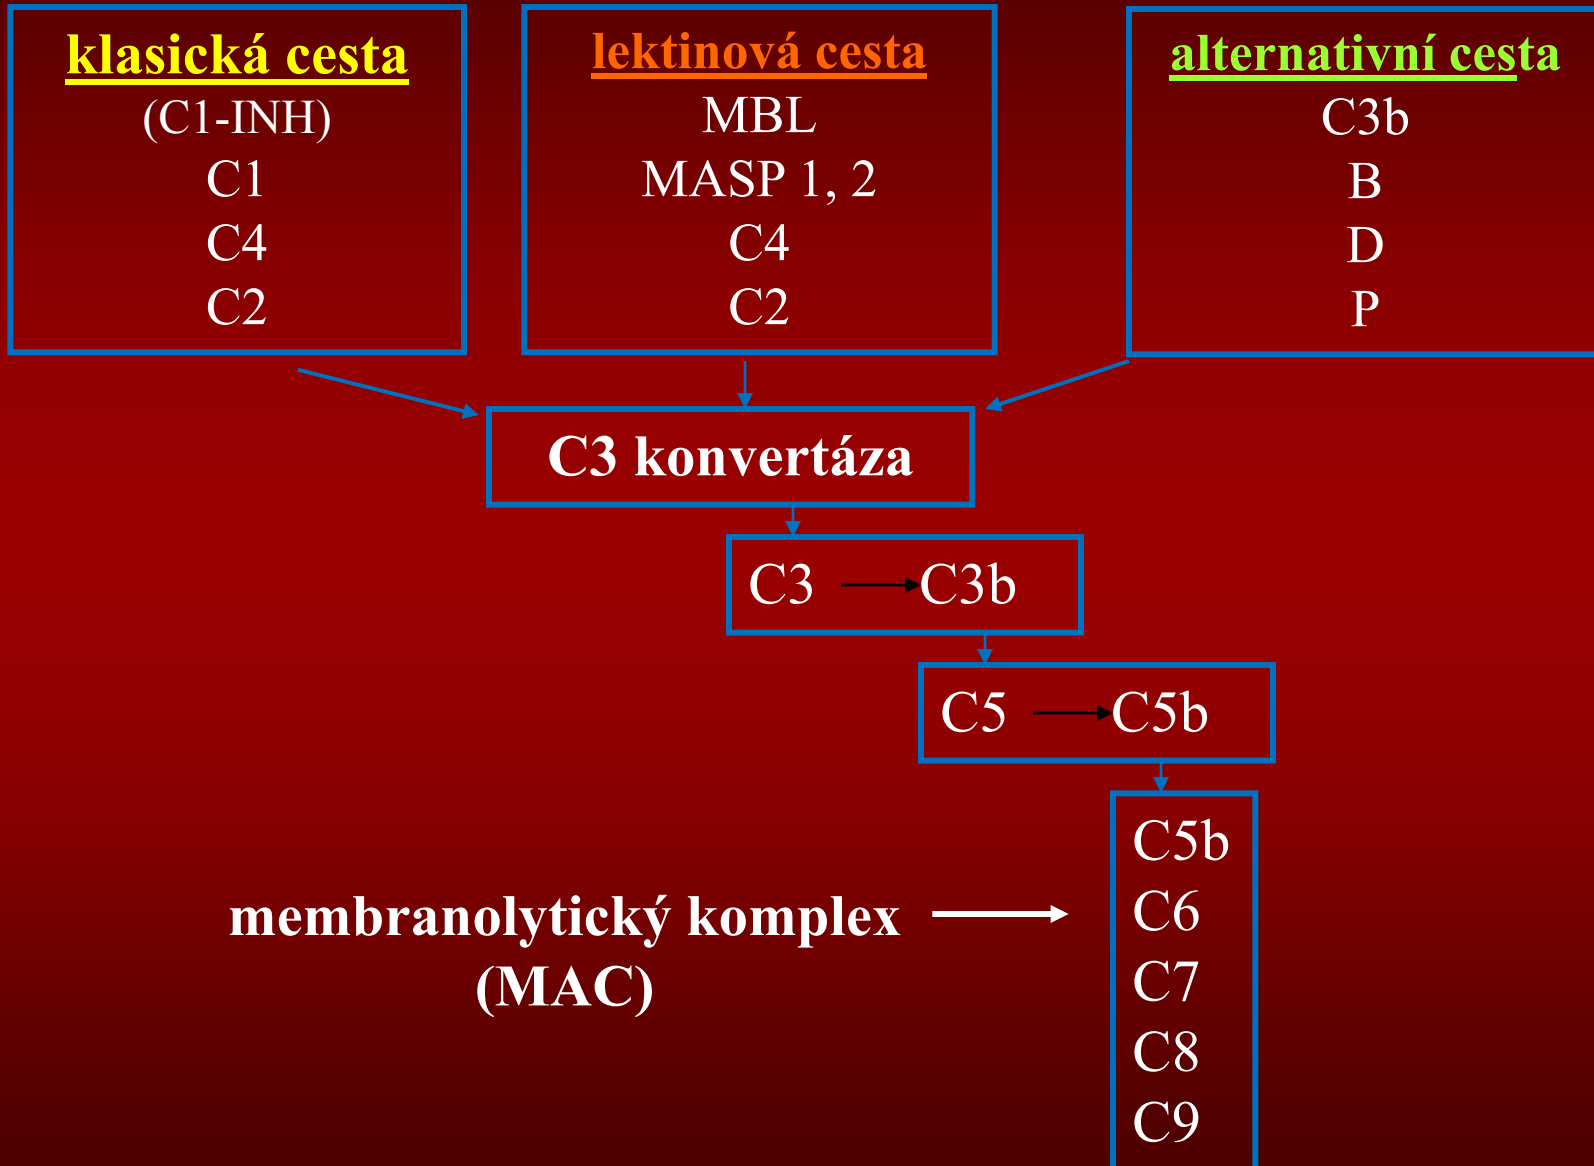 klasická cesta
(C1-INH)
C1
C4
C2
lektinová cesta
MBL
MASP 1, 2
C4
C2
alternativní cesta
C3b
B
D
P
C3 konvertáza
C3 C3b
C5 C5b
membranolytický komplex
(MAC)
C5b
C6
C7
C8
C9